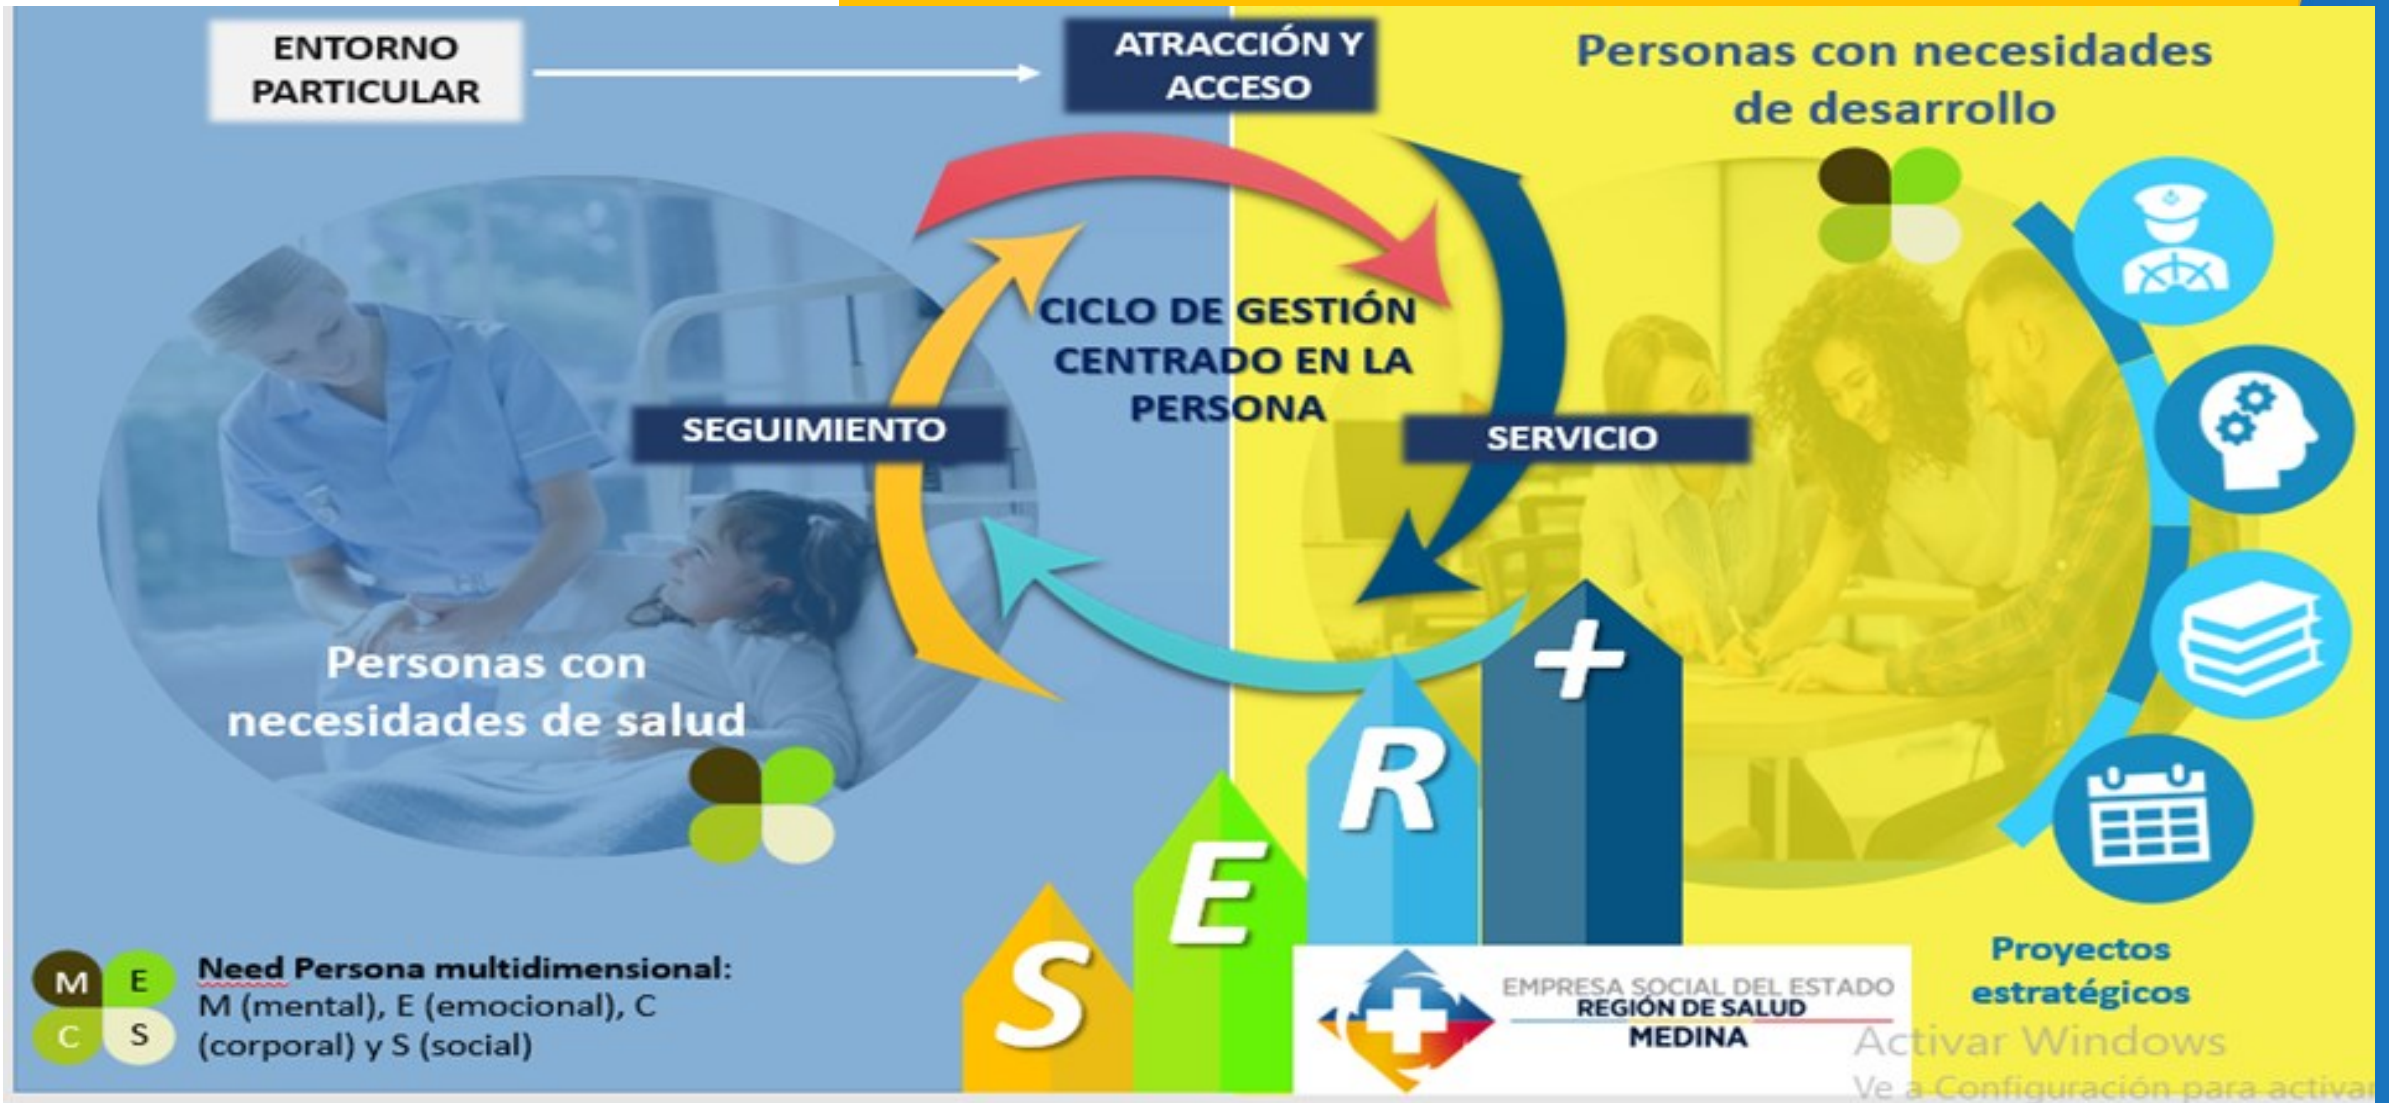 ENTORNO
PARTICULAR
ATRACCIÓN Y
ACCESO
Personas con necesidades
de desarrollo
CICLO DE GESTIÓN
CENTRADO EN LA
PERSONA
SEGUIMIENTO
SERVICIO
Personas con
necesidades de salud
S
E
R
+
M
E
C
S
Need Persona multidimensional:
M (mental), E (emocional), C
(corporal) y S (social)
EMPRESA SOCIAL DEL ESTADO
REGIÓN DE SALUD
MEDINA
Proyectos
estratégicos
Activar Windows
Ve a Configuración para activar